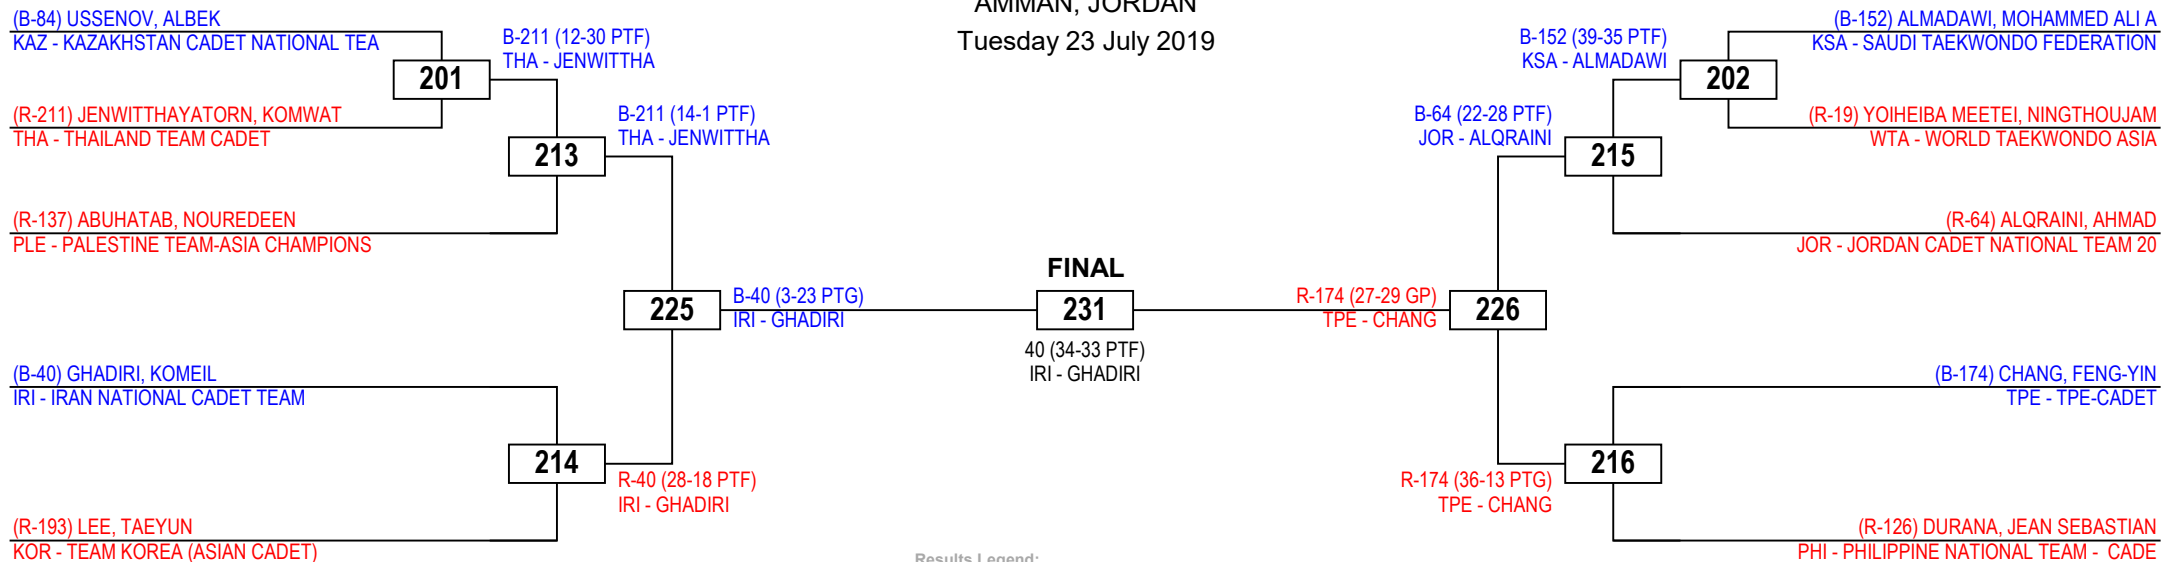 AMMAN, JORDAN
Tuesday 23 July 2019
(B-84) USSENOV, ALBEK
KAZ - KAZAKHSTAN CADET NATIONAL TEA
B-211 (12-30 PTF)
THA - JENWITTHA
201
(R-211) JENWITTHAYATORN, KOMWAT
THA - THAILAND TEAM CADET
B-211 (14-1 PTF)
THA - JENWITTHA
213
(R-137) ABUHATAB, NOUREDEEN
PLE - PALESTINE TEAM-ASIA CHAMPIONS
225
B-40 (3-23 PTG)
IRI - GHADIRI
(B-40) GHADIRI, KOMEIL
IRI - IRAN NATIONAL CADET TEAM
214
R-40 (28-18 PTF)
IRI - GHADIRI
(R-193) LEE, TAEYUN
KOR - TEAM KOREA (ASIAN CADET)
FINAL
231
40 (34-33 PTF)
IRI - GHADIRI
(B-152) ALMADAWI, MOHAMMED ALI A
KSA - SAUDI TAEKWONDO FEDERATION
B-152 (39-35 PTF)
KSA - ALMADAWI
202
(R-19) YOIHEIBA MEETEI, NINGTHOUJAM
WTA - WORLD TAEKWONDO ASIA
B-64 (22-28 PTF)
JOR - ALQRAINI
215
(R-64) ALQRAINI, AHMAD
JOR - JORDAN CADET NATIONAL TEAM 20
R-174 (27-29 GP)
TPE - CHANG
226
(B-174) CHANG, FENG-YIN
TPE - TPE-CADET
216
R-174 (36-13 PTG)
TPE - CHANG
(R-126) DURANA, JEAN SEBASTIAN
PHI - PHILIPPINE NATIONAL TEAM - CADE
Results Legend: